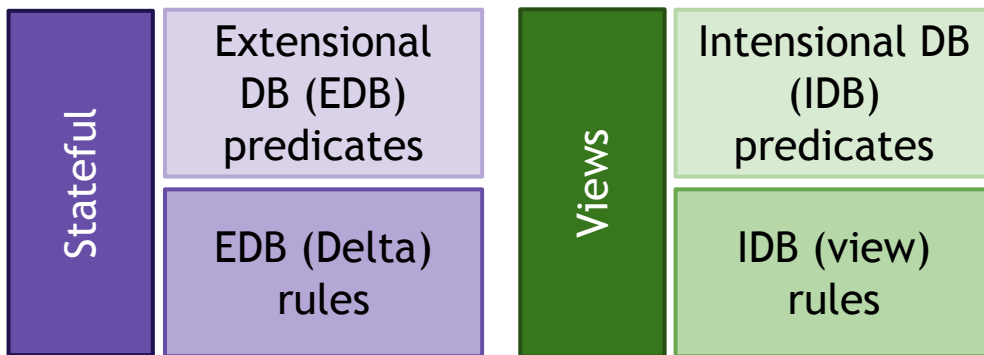 Stateful
Extensional
DB (EDB)
predicates
EDB (Delta)
rules
Views
Intensional DB
(IDB)
predicates
IDB (view)
rules